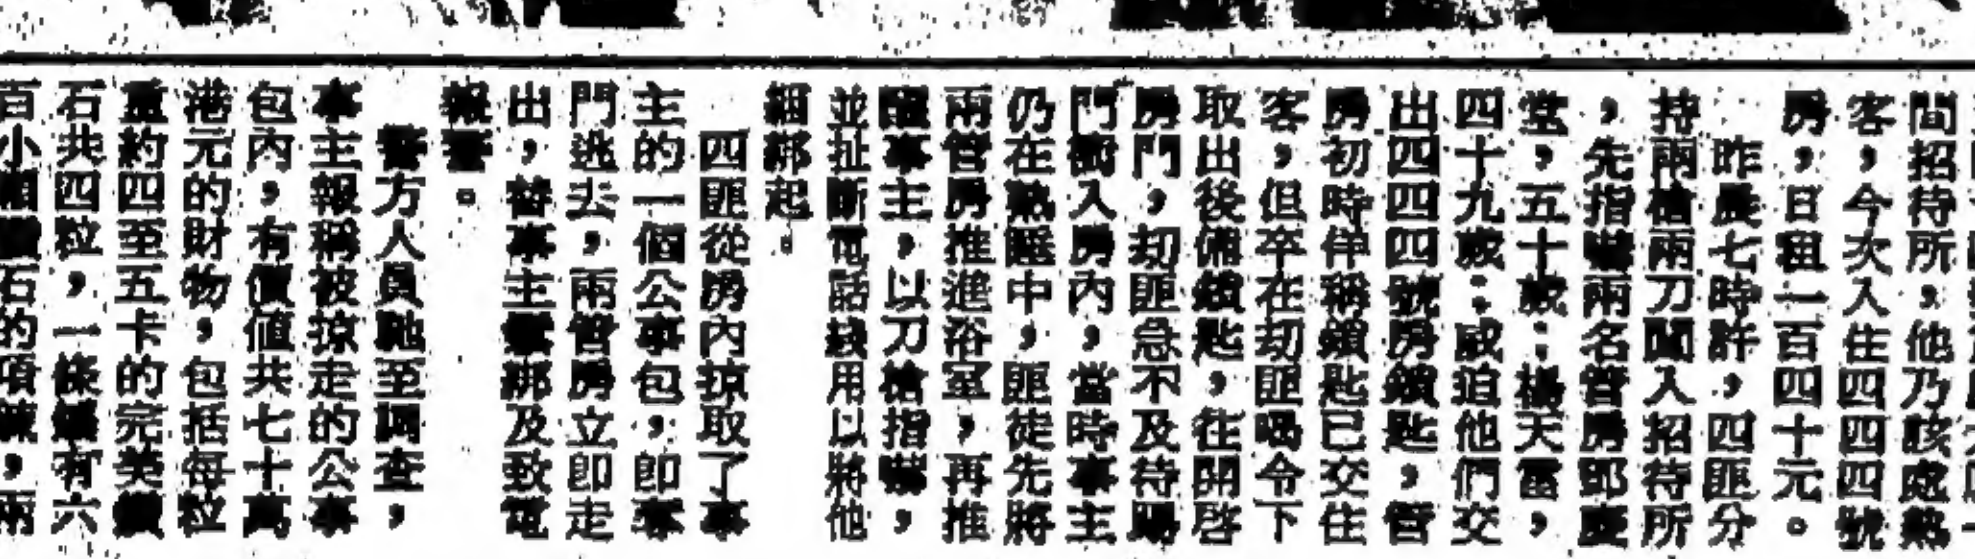 間招待所，他乃該處熟
客，今次入住四四四號
房，日租一百四十元。
昨晨七時許，四匪分
持兩槍兩刀闖入招待所
，先指嚇兩名管房鄧慶
堂，五十歲；楊天富，
四十九歲；威迫他們交
出四四四號房鎖匙，管
房初時佯稱鎖匙已交住
客，但卒在刧匪喝令下
取出後備鎖匙，往開啓
房門，刧匪急不及待踢
門衝入房內，當時事主
仍在熟睡中，匪徒先將
兩管房推進浴室，再推
醒事主，以刀槍指嚇，
並扯斷電話綫用以將他
綑綁起。
四匪從房內掠取了事
主的一個公事包，即奪
門逃去，兩管房立即走
出，替事主鬆綁及致電
報警。
警方人員馳至調查，
事主報稱被掠走的公事
包內，有價值共七十萬
港元的財物，包括每粒
重約四至五卡的完美鑽
石共四粒，一條鑲有六
百小粗鑽石的項鍊，兩